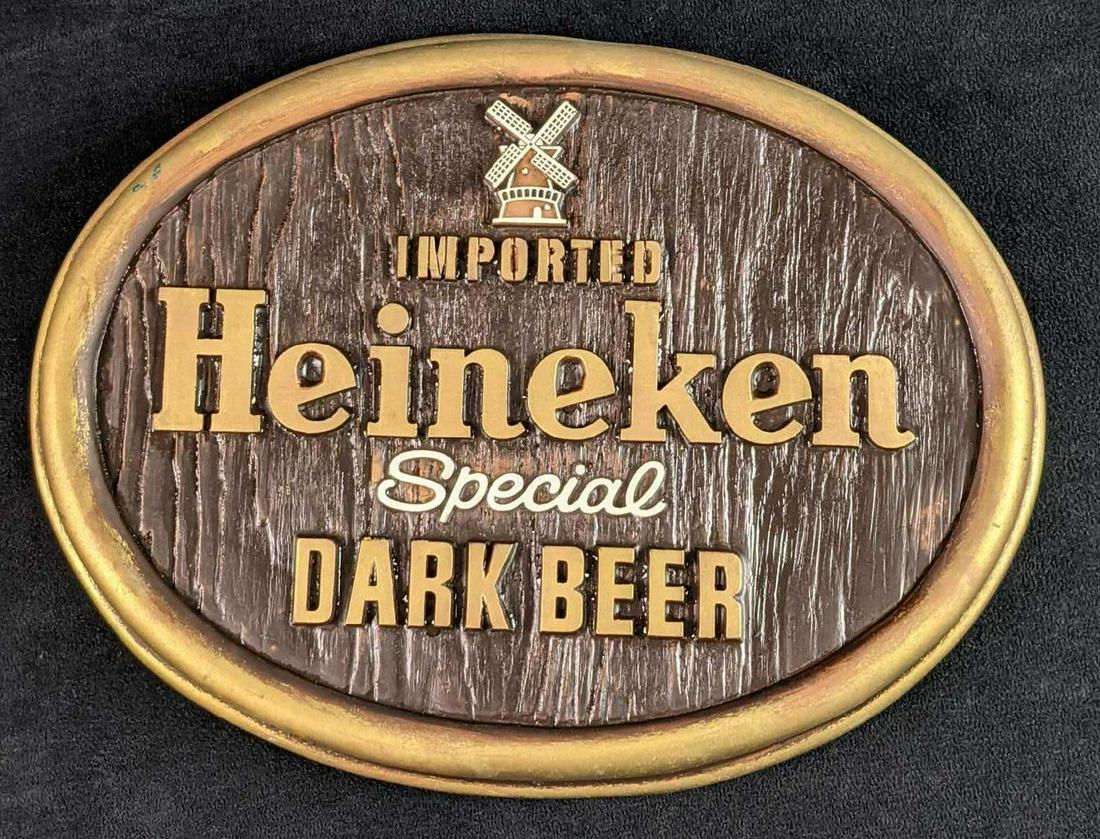 IMPORTED
Heineken
Special
DARK BEER